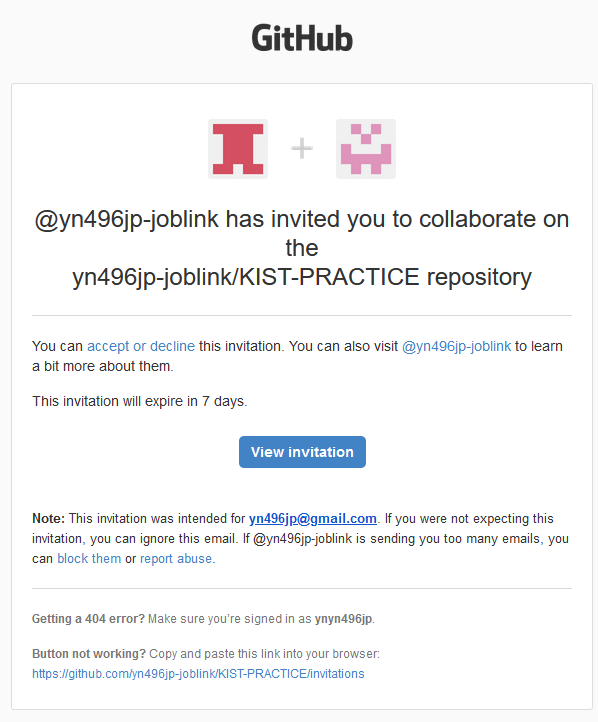 GitHub
@yn496jp-joblink has invited you to collaborate on
the
yn496jp-joblink/KIST-PRACTICE repository
You can accept or decline this invitation. You can also visit @yn496jp-joblink to learn
a bit more about them.
This invitation will expire in 7 days.
View invitation
Note: This invitation was intended for yn496jp@gmail.com. If you were not expecting this
invitation, you can ignore this email. If @yn496jp-joblink is sending you too many emails, you
can block them or report abuse.
Getting a 404 error? Make sure you’re signed in as ynyn496jp.
Button not working? Copy and paste this link into your browser:
https://github.com/yn496jp-joblink/KIST-PRACTICE/invitations